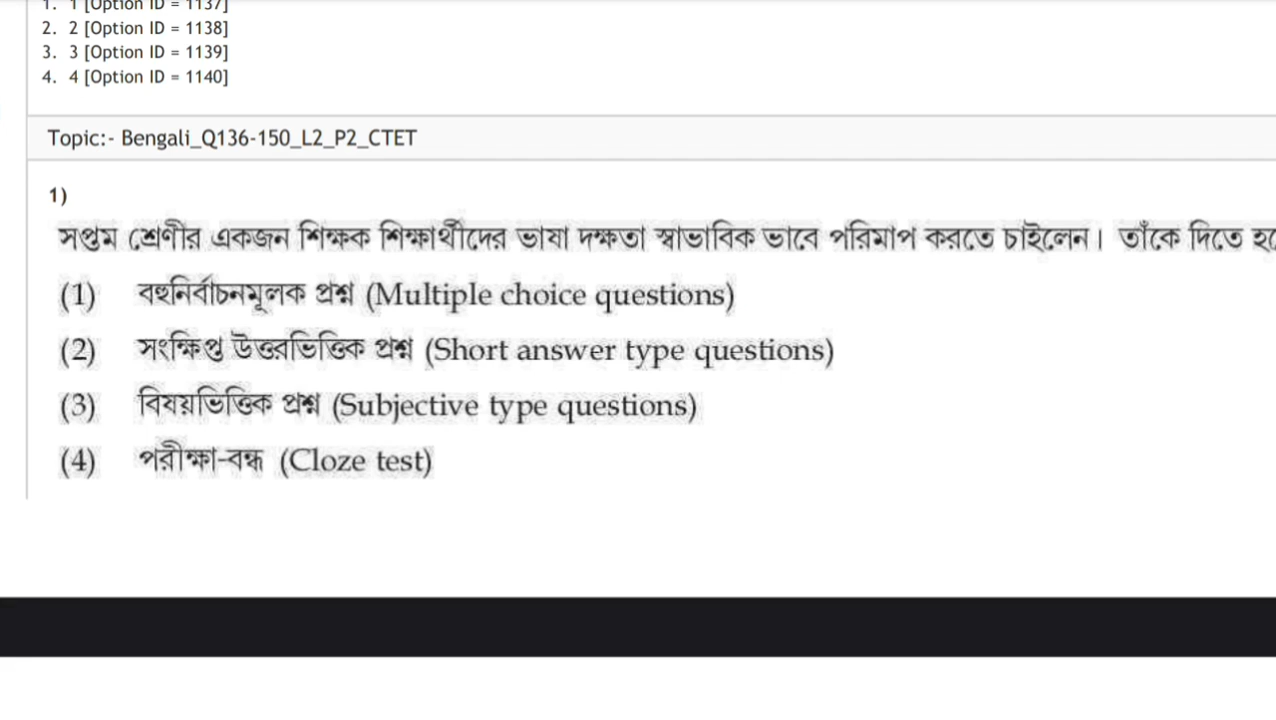 1. 1 [Option ID = 1137]
2. 2 [Option ID = 1138]
3. 3 [Option ID = 1139]
4. 4 [Option ID = 1140]
Topic:- Bengali_Q136-150_L2_P2_CTET
1)
সপ্তম শ্রেণীর একজন শিক্ষক শিক্ষার্থীদের ভাষা দক্ষতা স্বাভাবিক ভাবে পরিমাপ করতে চাইলেন। তাঁকে দিতে
(1) বহুনির্বাচনমূলক প্রশ্ন (Multiple choice questions)
(2) সংক্ষিপ্ত উত্তরভিত্তিক প্রশ্ন (Short answer type questions)
(3) বিষয়ভিত্তিক প্রশ্ন (Subjective type questions)
(4) পরীক্ষা-বন্ধ (Cloze test)